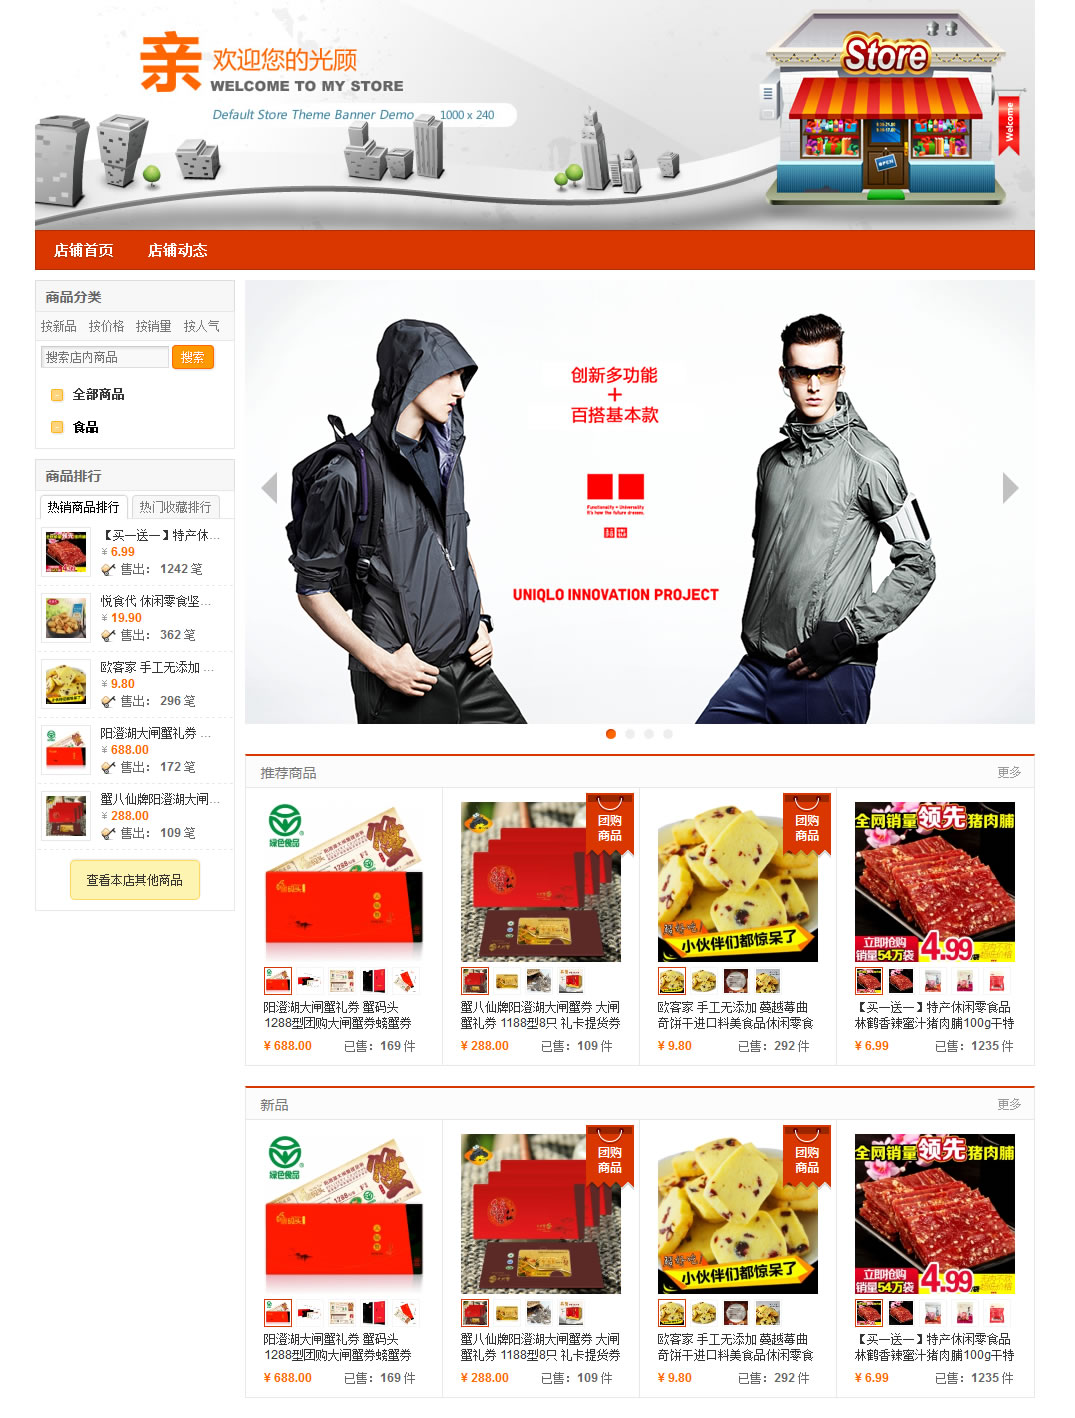 亲 欢迎您的光顾
WELCOME TO MY STORE
Default Store Theme Banner Demo 1000 x 240
Store
Welcome
OPEN
店铺首页 店铺动态
商品分类
按新品 按价格 按销量 按人气
搜索店内商品 搜索
全部商品
食品
商品排行
热销商品排行 热门收藏排行
【买一送一】特产休...
¥ 6.99
售出： 1242 笔
悦食代 休闲零食坚...
¥ 19.90
售出： 362 笔
欧客家 手工无添加 ...
¥ 9.80
售出： 296 笔
阳澄湖大闸蟹礼券 ...
¥ 688.00
售出： 172 笔
蟹八仙牌阳澄湖大闸...
¥ 288.00
售出： 109 笔
查看本店其他商品
创新多功能
+
百搭基本款
Functionality + Universality
It's how the future dresses.
UNIQLO INNOVATION PROJECT
推荐商品 更多
绿色食品
蟹
1288
团购
商品
小伙伴们都惊呆了
团购
商品
全网销量领先猪肉脯
立即抢购
销量54万袋
4.99
阳澄湖大闸蟹礼券 蟹码头
1288型团购大闸蟹券螃蟹券
¥ 688.00 已售：169 件
蟹八仙牌阳澄湖大闸蟹券 大闸
蟹礼券 1188型8只 礼卡提货券
¥ 288.00 已售：109 件
欧客家 手工无添加 蔓越莓曲
奇饼干进口料美食品休闲零食
¥ 9.80 已售：292 件
【买一送一】特产休闲零食品
林鹤香辣蜜汁猪肉脯100g干特
¥ 6.99 已售：1235 件
新品 更多
绿色食品
蟹
1288
团购
商品
小伙伴们都惊呆了
团购
商品
全网销量领先猪肉脯
立即抢购
销量54万袋
4.99
阳澄湖大闸蟹礼券 蟹码头
1288型团购大闸蟹券螃蟹券
¥ 688.00 已售：169 件
蟹八仙牌阳澄湖大闸蟹券 大闸
蟹礼券 1188型8只 礼卡提货券
¥ 288.00 已售：109 件
欧客家 手工无添加 蔓越莓曲
奇饼干进口料美食品休闲零食
¥ 9.80 已售：292 件
【买一送一】特产休闲零食品
林鹤香辣蜜汁猪肉脯100g干特
¥ 6.99 已售：1235 件